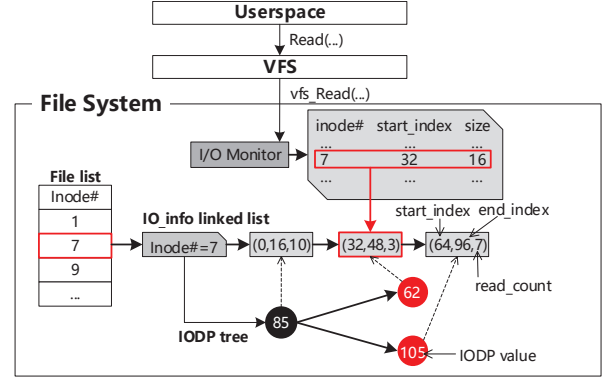 Userspace
Read(...)
VFS
vfs_Read(...)
File System
inode# start_index size
... ... ...
7 32 16
... ... ...
I/O Monitor
File list
Inode#
1
7
9
...
IO_info linked list
Inode#=7
(0,16,10)
(32,48,3)
(64,96,7)
start_index
end_index
read_count
62
85
IODP tree
105
IODP value